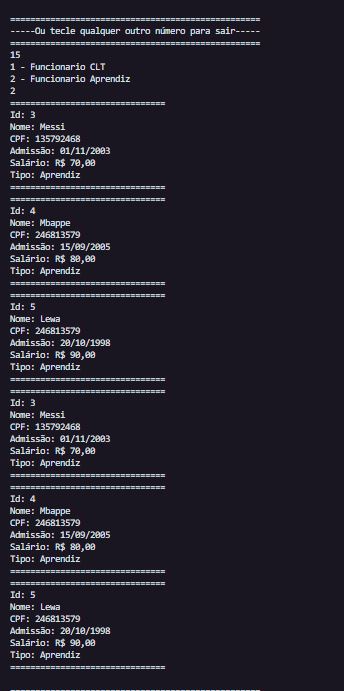 ==================================================
-----Ou tecle qualquer outro número para sair-----
==================================================
15
1 - Funcionario CLT
2 - Funcionario Aprendiz
2
===============================
Id: 3
Nome: Messi
CPF: 135792468
Admissão: 01/11/2003
Salário: R$ 70,00
Tipo: Aprendiz
===============================
===============================
Id: 4
Nome: Mbappe
CPF: 246813579
Admissão: 15/09/2005
Salário: R$ 80,00
Tipo: Aprendiz
===============================
===============================
Id: 5
Nome: Lewa
CPF: 246813579
Admissão: 20/10/1998
Salário: R$ 90,00
Tipo: Aprendiz
===============================
===============================
Id: 3
Nome: Messi
CPF: 135792468
Admissão: 01/11/2003
Salário: R$ 70,00
Tipo: Aprendiz
===============================
===============================
Id: 4
Nome: Mbappe
CPF: 246813579
Admissão: 15/09/2005
Salário: R$ 80,00
Tipo: Aprendiz
===============================
===============================
Id: 5
Nome: Lewa
CPF: 246813579
Admissão: 20/10/1998
Salário: R$ 90,00
Tipo: Aprendiz
===============================
==================================================